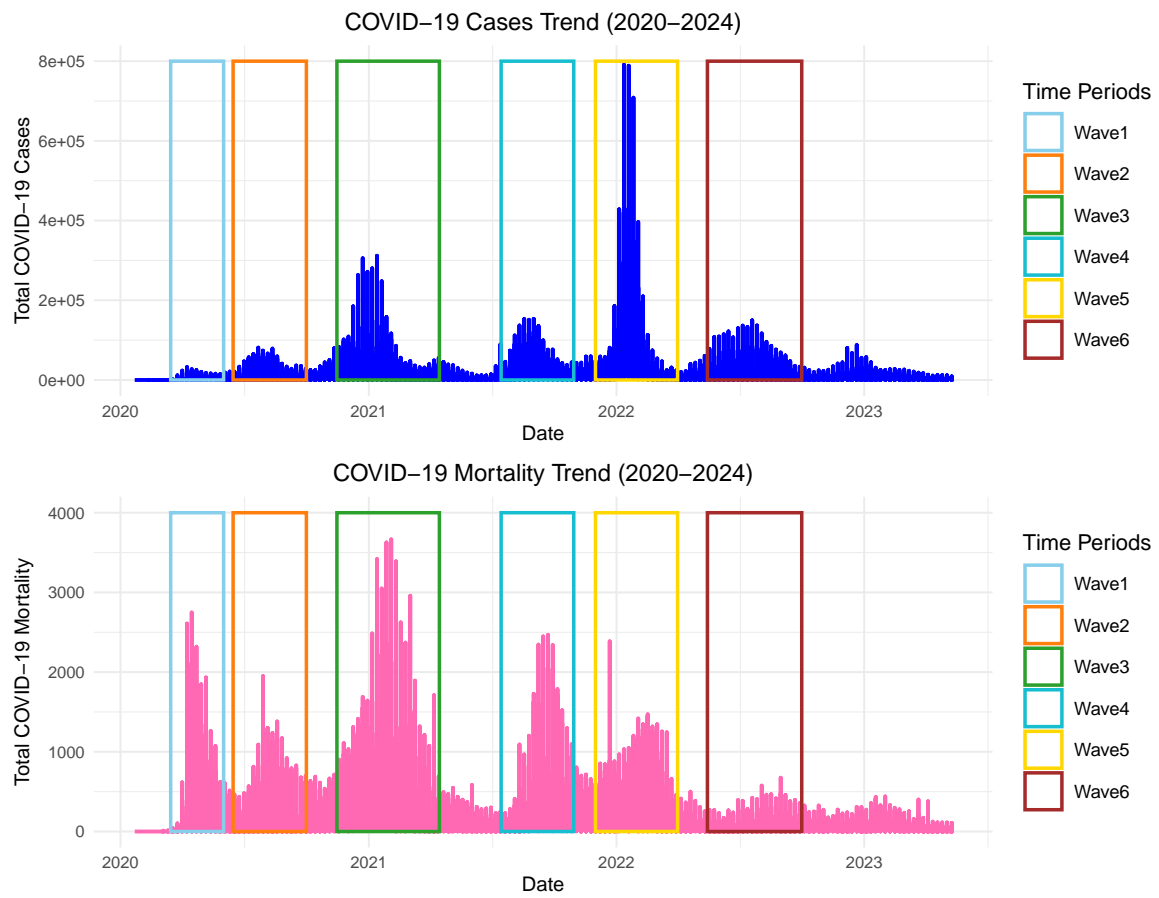 COVID−19 Cases Trend (2020−2024)
8e+05
6e+05
4e+05
2e+05
0e+00
Total COVID−19 Cases
2020
2021
2022
2023
Date
Time Periods
Wave1
Wave2
Wave3
Wave4
Wave5
Wave6
COVID−19 Mortality Trend (2020−2024)
4000
3000
2000
1000
0
Total COVID−19 Mortality
2020
2021
2022
2023
Date
Time Periods
Wave1
Wave2
Wave3
Wave4
Wave5
Wave6